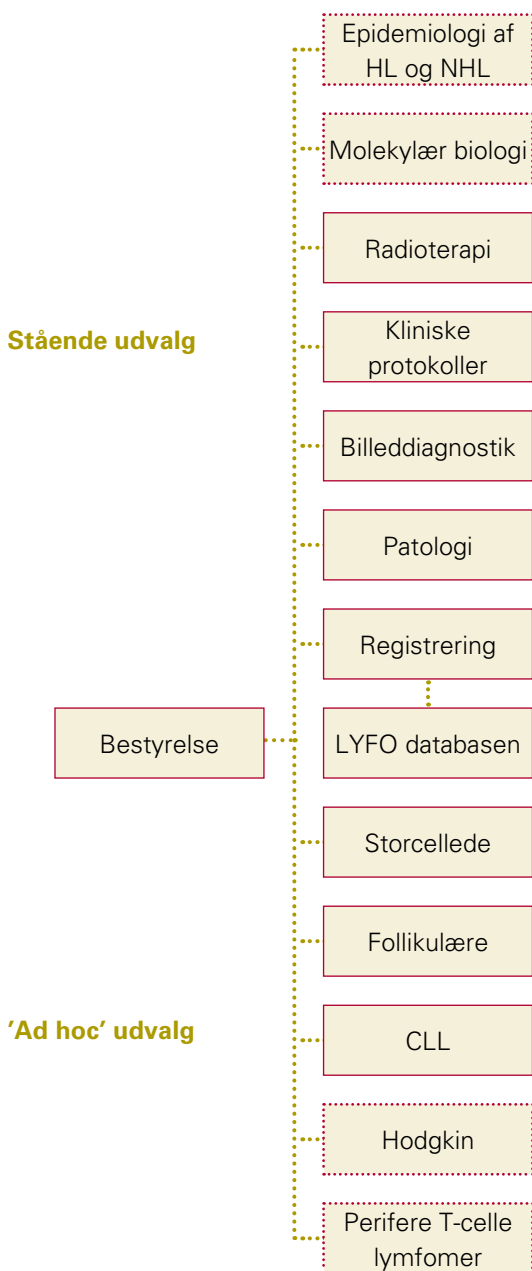 Epidemiologi af
HL og NHL
Molekylær biologi
Radioterapi
Stående udvalg
Kliniske
protokoller
Billeddiagnostik
Patologi
Registrering
Bestyrelse
LYFO databasen
Storcellede
Follikulære
’Ad hoc’ udvalg
CLL
Hodgkin
Perifere T-celle
lymfomer